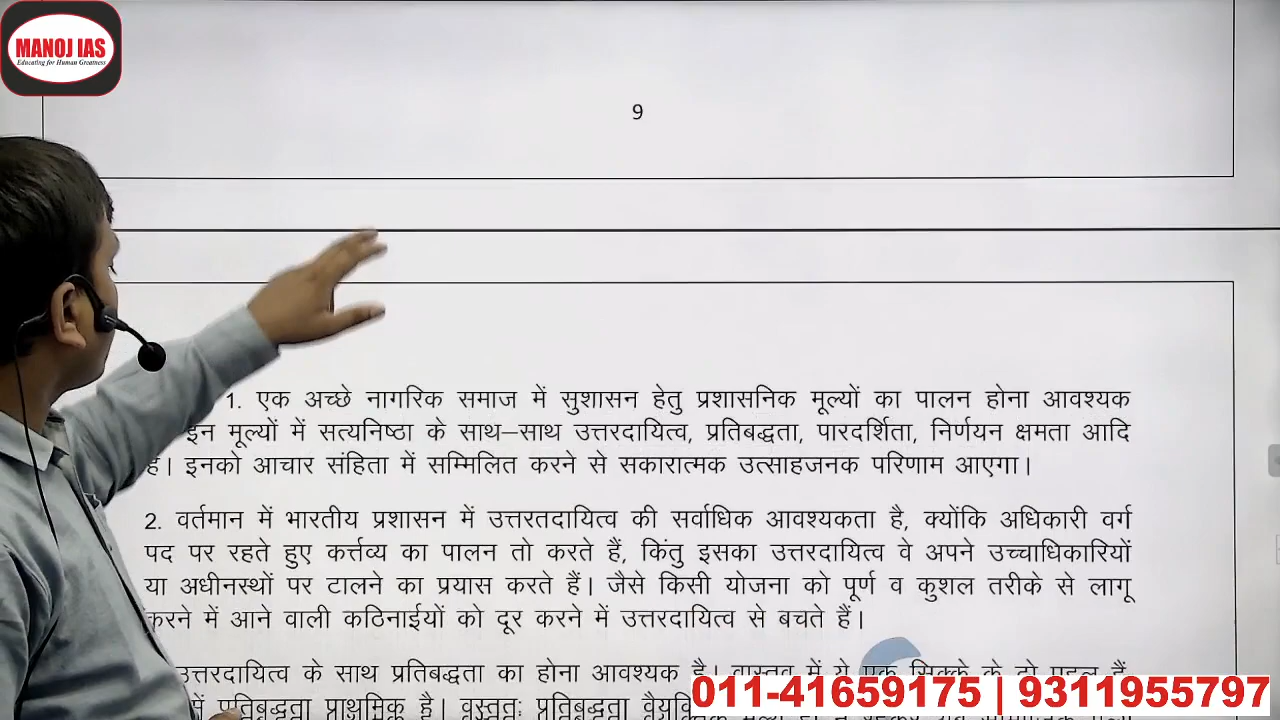 MANOJ IAS
Educating for Human Greatness
9
1. एक अच्छे नागरिक समाज में सुशासन हेतु प्रशासनिक मूल्यों का पालन होना आवश्यक
इन मूल्यों में सत्यनिष्ठा के साथ–साथ उत्तरदायित्व, प्रतिबद्धता, पारदर्शिता, निर्णयन क्षमता आदि
है। इनको आचार संहिता में सम्मिलित करने से सकारात्मक उत्साहजनक परिणाम आएगा।
2. वर्तमान में भारतीय प्रशासन में उत्तरतदायित्व की सर्वाधिक आवश्यकता है, क्योंकि अधिकारी वर्ग
पद पर रहते हुए कर्त्तव्य का पालन तो करते हैं, किंतु इसका उत्तरदायित्व वे अपने उच्चाधिकारियों
या अधीनस्थों पर टालने का प्रयास करते हैं। जैसे किसी योजना को पूर्ण व कुशल तरीके से लागू
करने में आने वाली कठिनाईयों को दूर करने में उत्तरदायित्व से बचते हैं।
उत्तरदायित्व के साथ प्रतिबद्धता का होना आवश्यक है। वास्तव में ये एक सिक्के के दो पहलू हैं
में प्रतिबद्धता प्राथमिक है। वस्तुतः प्रतिबद्धता
011-41659175 | 9311955797